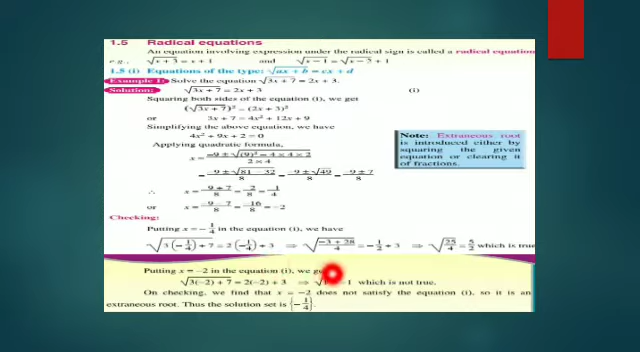 1.5 Radical equations
An equation involving expression under the radical sign is called a radical equation
e.g., √(x + 3) = x + 1 and √(x − 1) = √(x − 5) + 1
1.5 (i) Equations of the type: √(ax + b) = cx + d
Example 1: Solve the equation √(3x + 7) = 2x + 3.
Solution: √(3x + 7) = 2x + 3 (i)
Squaring both sides of the equation (i), we get
(√(3x + 7))² = (2x + 3)²
or 3x + 7 = 4x² + 12x + 9
Simplifying the above equation, we have
4x² + 9x + 2 = 0
Applying quadratic formula,
x = (−9 ± √((9)² − 4 × 4 × 2))/(2 × 4)
= (−9 ± √(81 − 32))/8 = (−9 ± √49)/8 = (−9 ± 7)/8
∴ x = (−9 + 7)/8 = −2/8 = −1/4
or x = (−9 − 7)/8 = −16/8 = −2
Note: Extraneous root
is introduced either by
squaring the given
equation or clearing it
of fractions.
Checking:
Putting x = −1/4 in the equation (i), we have
√(3(−1/4) + 7) = 2(−1/4) + 3 ⇒ √((−3 + 28)/4) = −1/2 + 3 ⇒ √(25/4) = 5/2 which is true
Putting x = −2 in the equation (i), we
√(3(−2) + 7) = 2(−2) + 3 ⇒ −1 which is not true.
On checking, we find that x = −2 does not satisfy the equation (i), so it is an
extraneous root. Thus the solution set is {−1/4}.